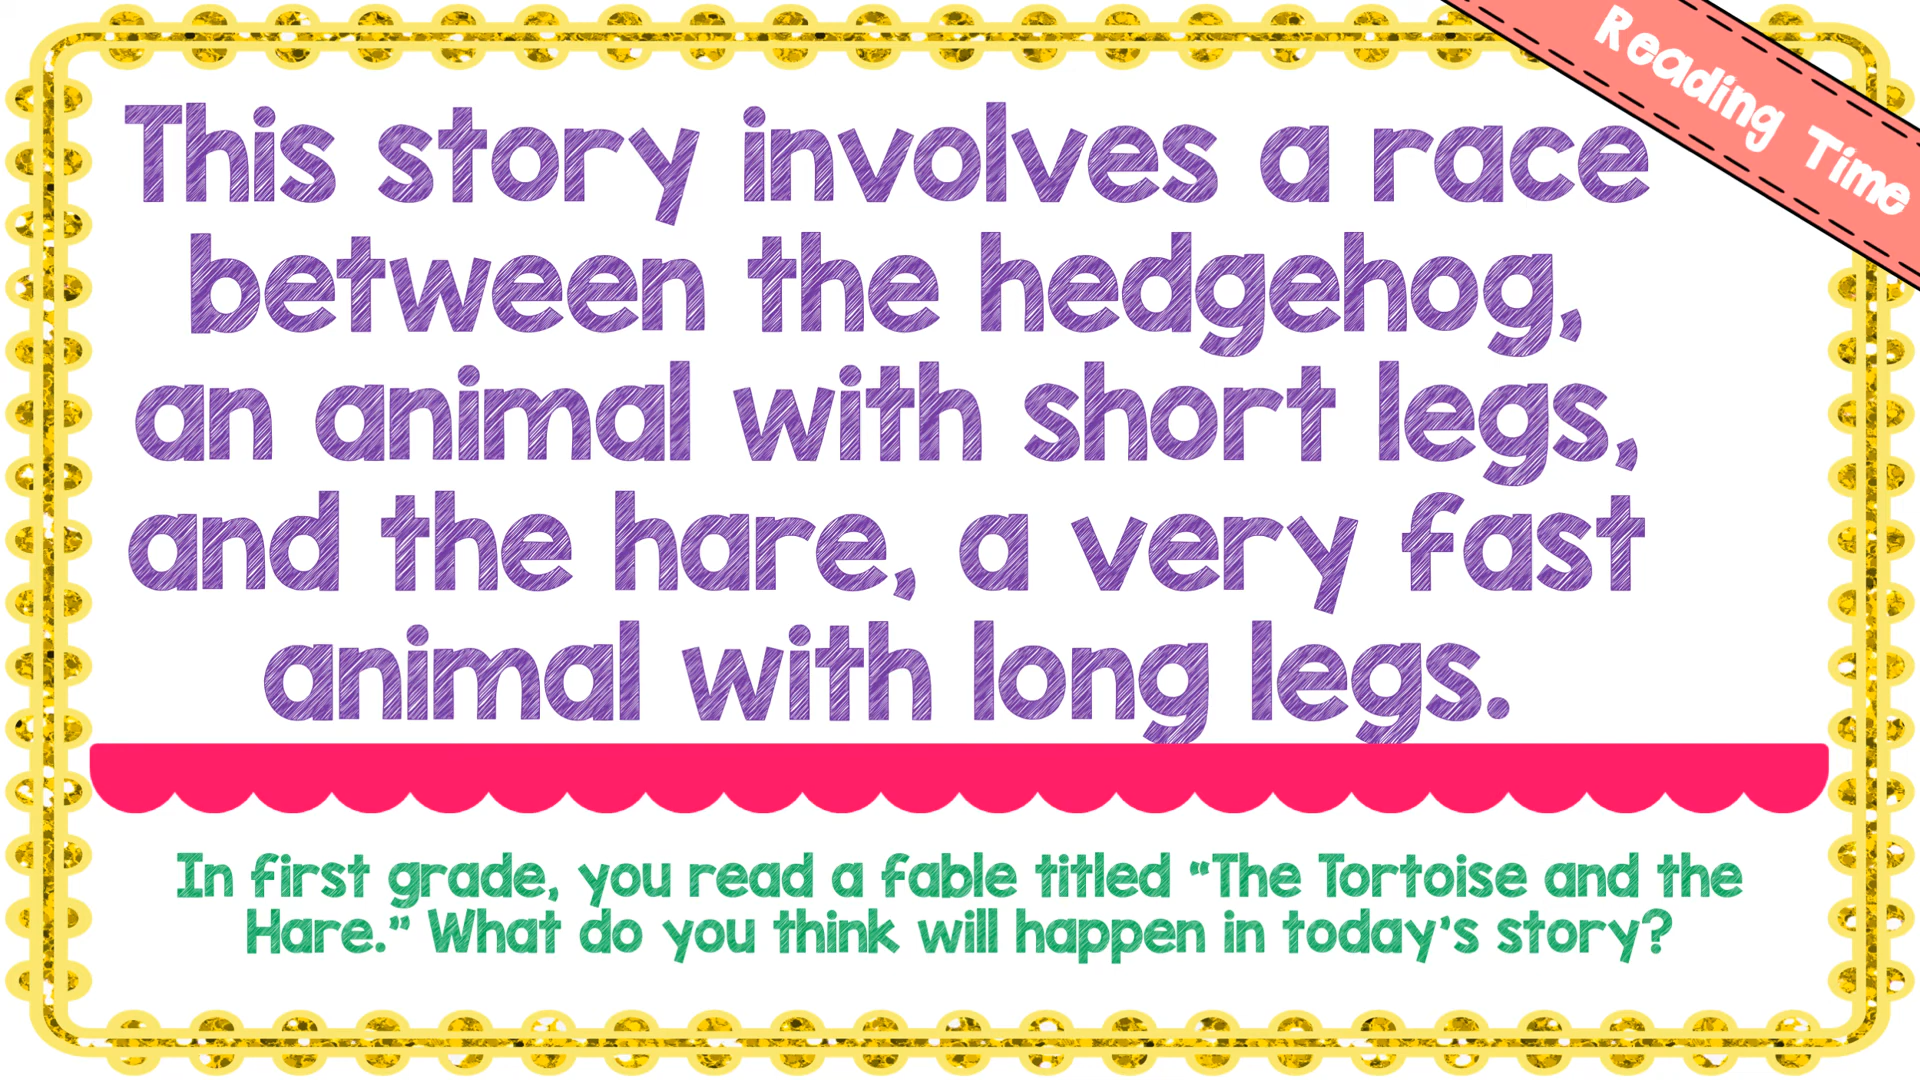 Reading Time
This story involves a race
between the hedgehog,
an animal with short legs,
and the hare, a very fast
animal with long legs.
In first grade, you read a fable titled “The Tortoise and the
Hare.” What do you think will happen in today’s story?